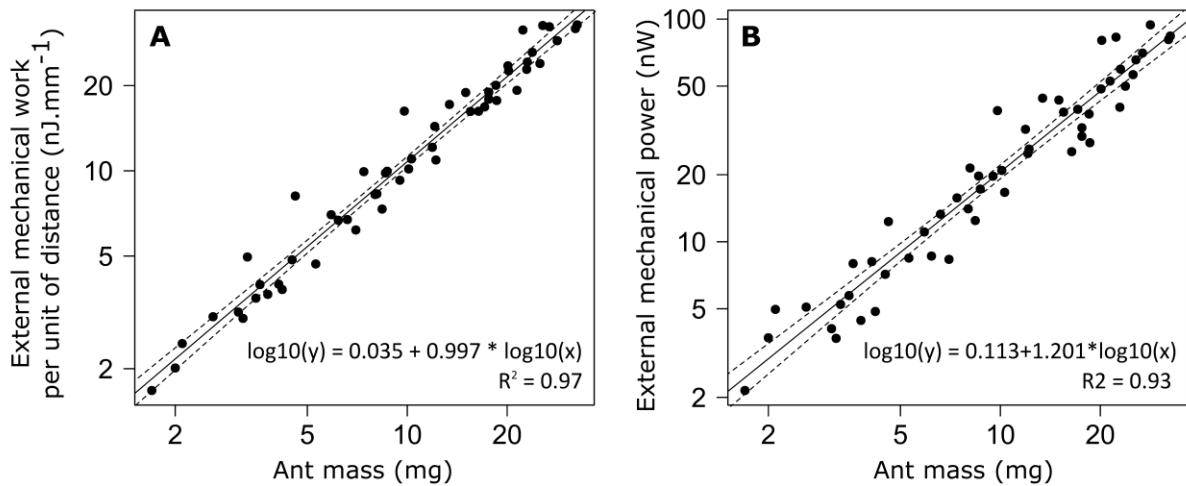 A
External mechanical work
per unit of distance (nJ.mm⁻¹)
20
10
5
2
log10(y) = 0.035 + 0.997 * log10(x)
R² = 0.97
2 5 10 20
Ant mass (mg)
B
External mechanical power (nW)
100
50
20
10
5
2
log10(y) = 0.113+1.201*log10(x)
R2 = 0.93
2 5 10 20
Ant mass (mg)